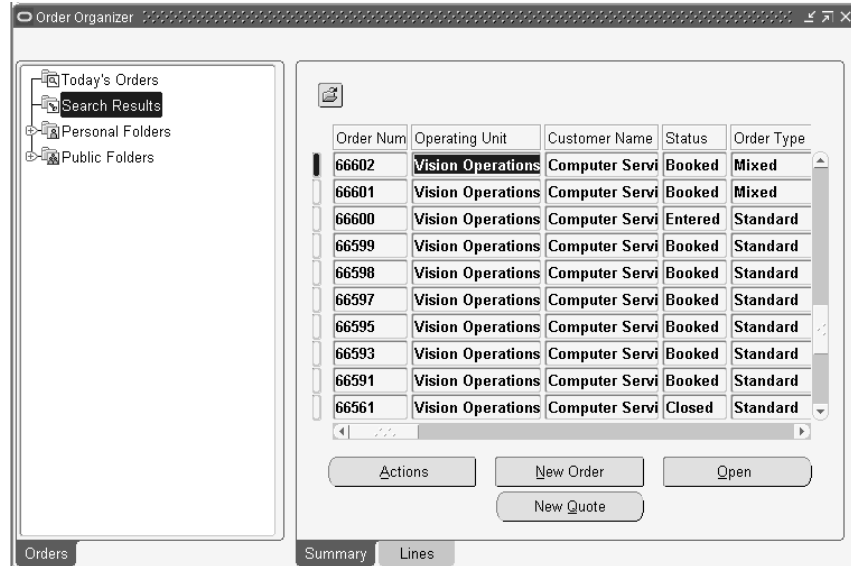 Order Organizer
Today's Orders
Search Results
Personal Folders
Public Folders
Orders
Order Num Operating Unit Customer Name Status Order Type
66602 Vision Operations Computer Servi Booked Mixed
66601 Vision Operations Computer Servi Booked Mixed
66600 Vision Operations Computer Servi Entered Standard
66599 Vision Operations Computer Servi Booked Standard
66598 Vision Operations Computer Servi Booked Standard
66597 Vision Operations Computer Servi Booked Standard
66595 Vision Operations Computer Servi Booked Standard
66593 Vision Operations Computer Servi Booked Standard
66591 Vision Operations Computer Servi Booked Standard
66561 Vision Operations Computer Servi Closed Standard
Actions New Order Open
New Quote
Summary Lines